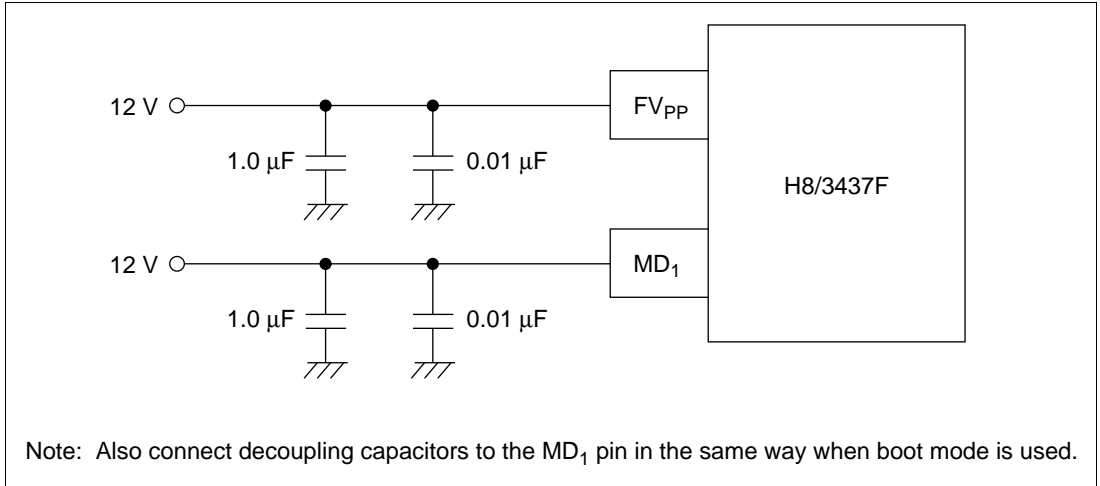 12 V
FVPP
1.0 μF
0.01 μF
H8/3437F
12 V
MD1
1.0 μF
0.01 μF
Note: Also connect decoupling capacitors to the MD1 pin in the same way when boot mode is used.